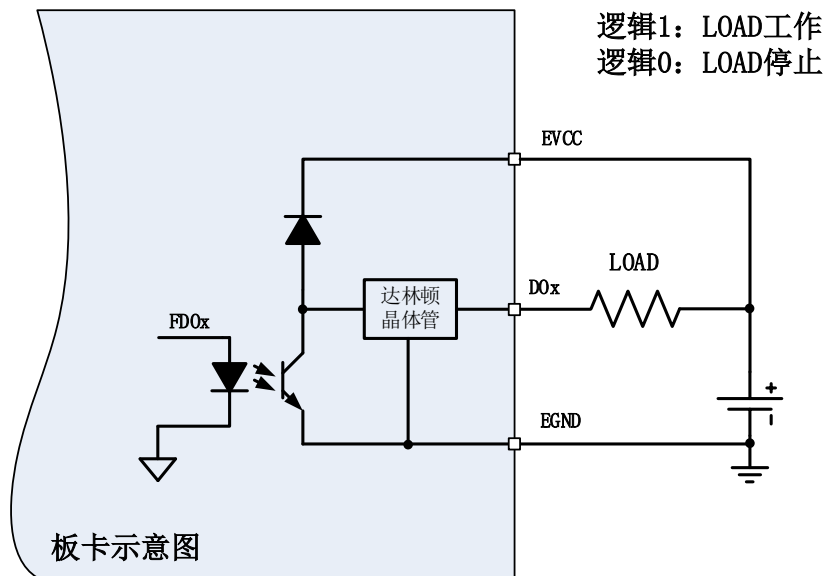 逻辑1：LOAD工作
逻辑0：LOAD停止
EVCC
LOAD
DOx
达林顿
晶体管
FDOx
EGND
+
-
板卡示意图